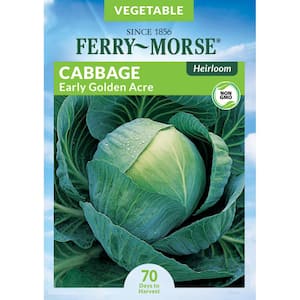 VEGETABLE
SINCE 1856
FERRY~MORSE®
CABBAGE
Heirloom
Early Golden Acre
NON
GMO
70
Days to
Harvest